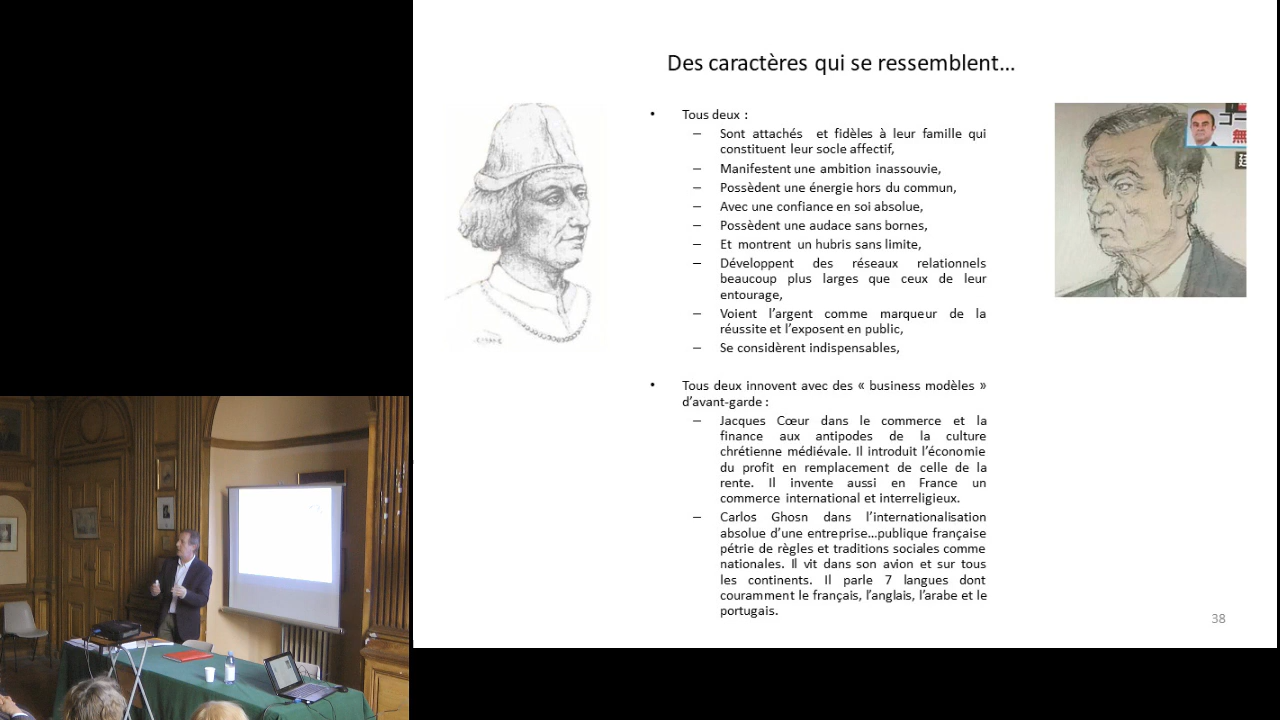 Des caractères qui se ressemblent...
• Tous deux :
– Sont attachés et fidèles à leur famille qui
constituent leur socle affectif,
– Manifestent une ambition inassouvie,
– Possèdent une énergie hors du commun,
– Avec une confiance en soi absolue,
– Possèdent une audace sans bornes,
– Et montrent un hubris sans limite,
– Développent des réseaux relationnels
beaucoup plus larges que ceux de leur
entourage,
– Voient l'argent comme marqueur de la
réussite et l'exposent en public,
– Se considèrent indispensables,
• Tous deux innovent avec des « business modèles »
d'avant-garde :
– Jacques Cœur dans le commerce et la
finance aux antipodes de la culture
chrétienne médiévale. Il introduit l'économie
du profit en remplacement de celle de la
rente. Il invente aussi en France un
commerce international et interreligieux.
– Carlos Ghosn dans l'internationalisation
absolue d'une entreprise...publique française
pétrie de règles et traditions sociales comme
nationales. Il vit dans son avion et sur tous
les continents. Il parle 7 langues dont
couramment le français, l'anglais, l'arabe et le
portugais.
38